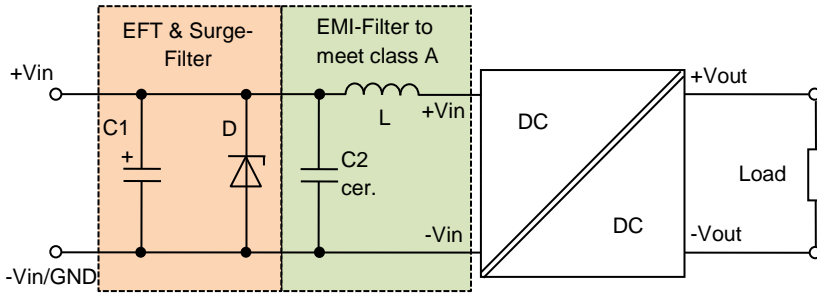 EFT & Surge-
Filter
EMI-Filter to
meet class A
+Vin
C1
+
D
C2
cer.
L
+Vin
-Vin
-Vin/GND
DC
DC
+Vout
-Vout
Load